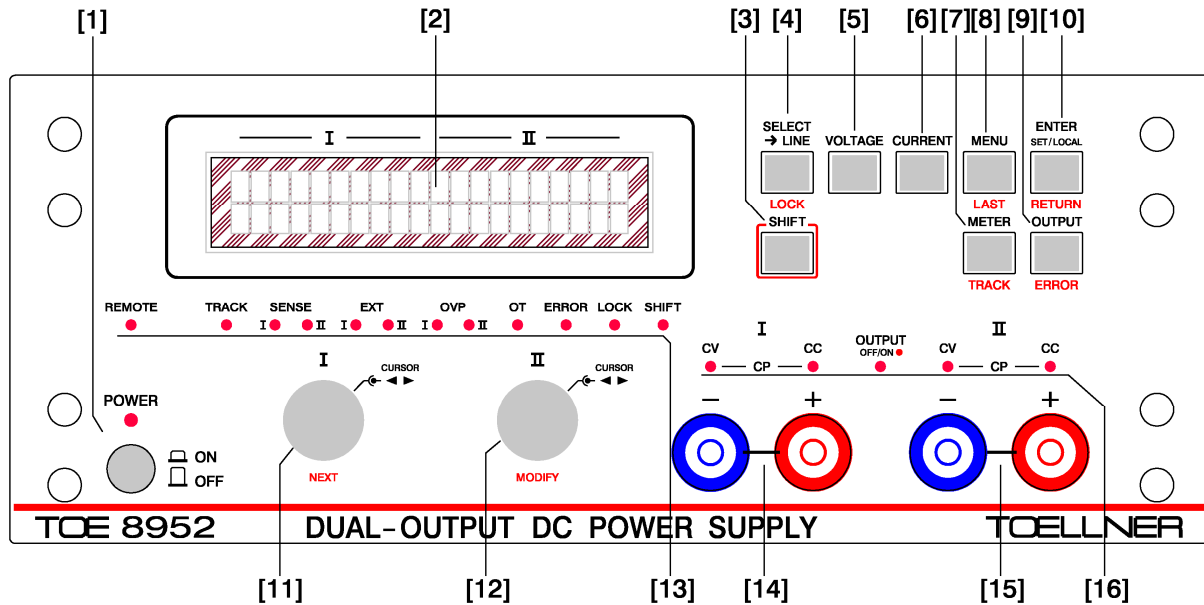 [1] [2] [3] [4] [5] [6] [7] [8] [9] [10]
I II
SELECT
→ LINE VOLTAGE CURRENT MENU ENTER
SET/LOCAL
LOCK LAST RETURN
SHIFT METER OUTPUT
TRACK ERROR
REMOTE TRACK SENSE EXT OVP OT ERROR LOCK SHIFT
I II I II I II
I II
CURSOR CURSOR
◄ ► ◄ ►
NEXT MODIFY
I II
CV CP CC OUTPUT
OFF/ON CV CP CC
− + − +
POWER
ON
OFF
TOE 8952 DUAL-OUTPUT DC POWER SUPPLY TOELLNER
[11] [12] [13] [14] [15] [16]